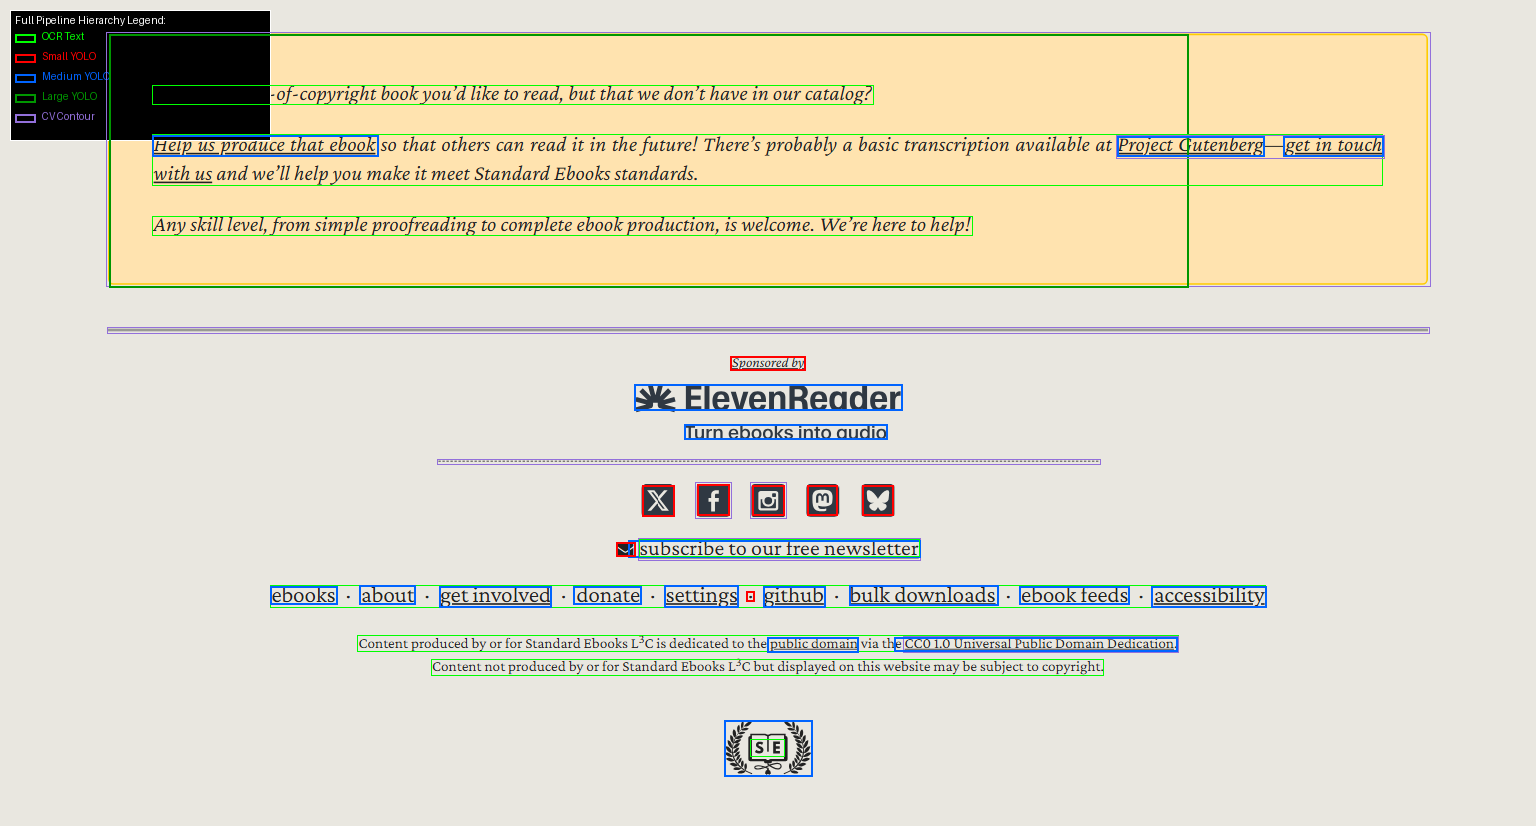 Full Pipeline Hierarchy Legend:
OCR Text
Small YOLO
Medium YOLO
Large YOLO
CV Contour
-of-copyright book you’d like to read, but that we don’t have in our catalog?
Help us produce that ebook so that others can read it in the future! There’s probably a basic transcription available at Project Gutenberg—get in touch
with us and we’ll help you make it meet Standard Ebooks standards.
Any skill level, from simple proofreading to complete ebook production, is welcome. We’re here to help!
Sponsored by
ElevenReader
Turn ebooks into audio
subscribe to our free newsletter
ebooks · about · get involved · donate · settings · github · bulk downloads · ebook feeds · accessibility
Content produced by or for Standard Ebooks L³C is dedicated to the public domain via the CC0 1.0 Universal Public Domain Dedication.
Content not produced by or for Standard Ebooks L³C but displayed on this website may be subject to copyright.
S E